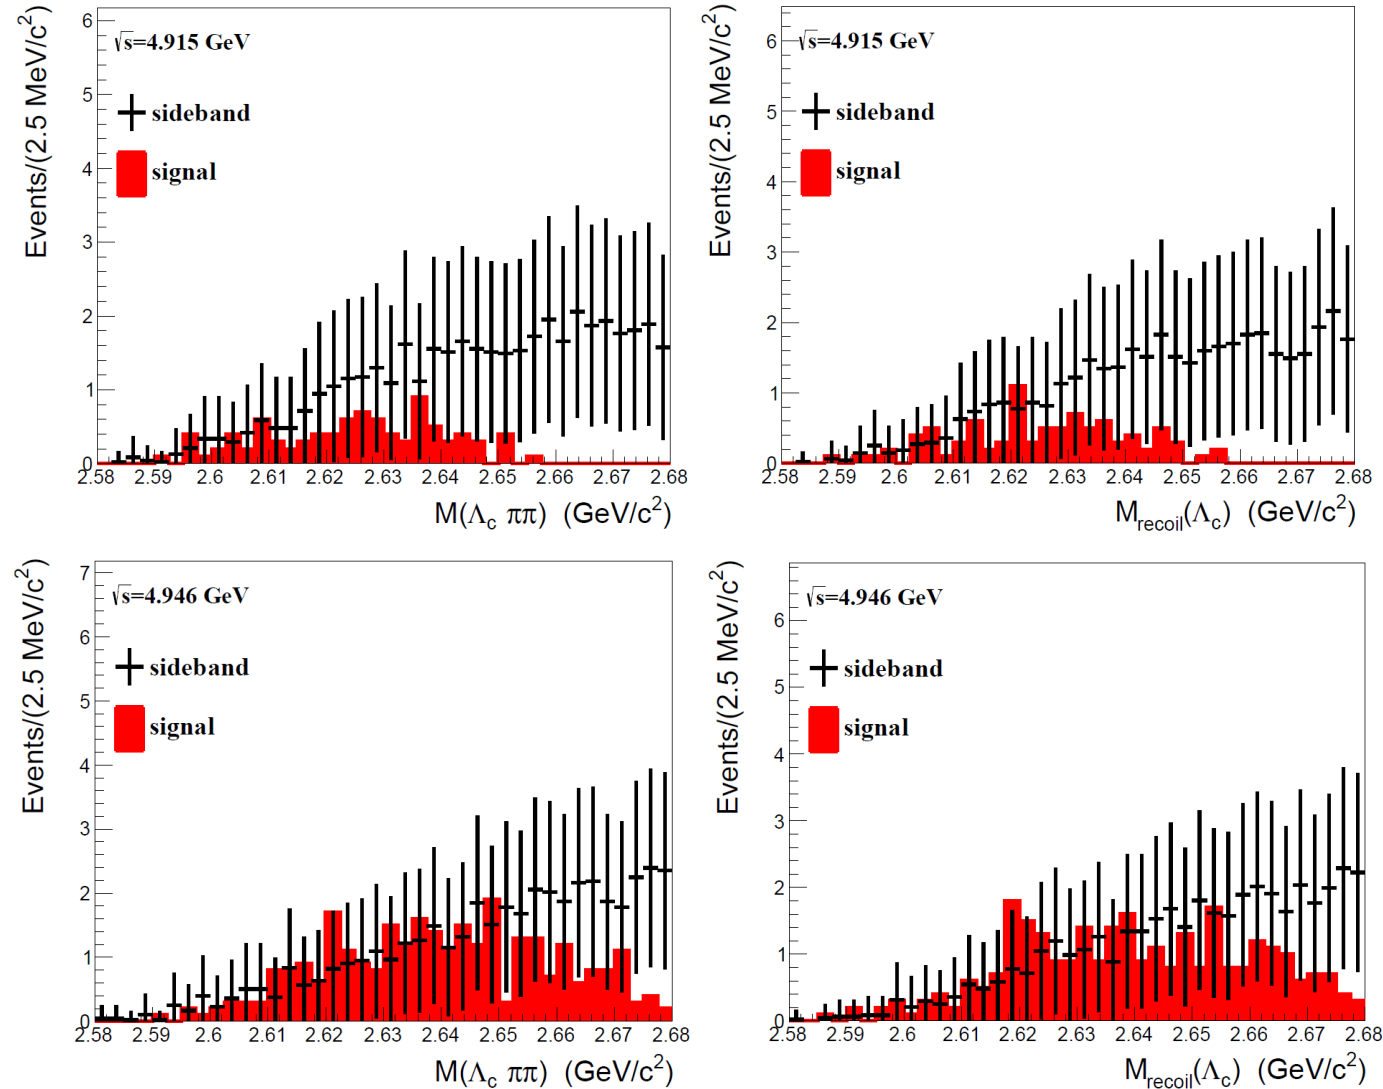 Events/(2.5 MeV/c²)
6
5
4
3
2
1
0
√s=4.915 GeV
sideband
signal
2.58 2.59 2.6 2.61 2.62 2.63 2.64 2.65 2.66 2.67 2.68
M(Λc ππ) (GeV/c²)
Events/(2.5 MeV/c²)
6
5
4
3
2
1
0
√s=4.915 GeV
sideband
signal
2.58 2.59 2.6 2.61 2.62 2.63 2.64 2.65 2.66 2.67 2.68
Mrecoil(Λc) (GeV/c²)
Events/(2.5 MeV/c²)
7
6
5
4
3
2
1
0
√s=4.946 GeV
sideband
signal
2.58 2.59 2.6 2.61 2.62 2.63 2.64 2.65 2.66 2.67 2.68
M(Λc ππ) (GeV/c²)
Events/(2.5 MeV/c²)
6
5
4
3
2
1
0
√s=4.946 GeV
sideband
signal
2.58 2.59 2.6 2.61 2.62 2.63 2.64 2.65 2.66 2.67 2.68
Mrecoil(Λc) (GeV/c²)